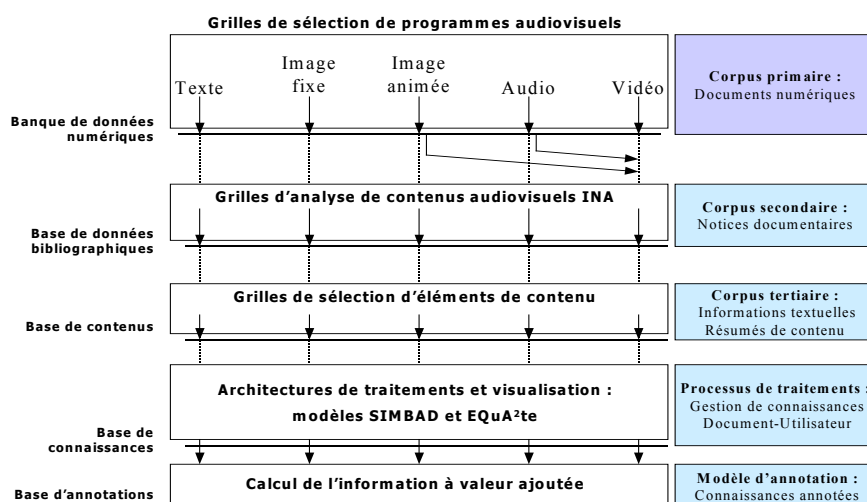 Grilles de sélection de programmes audiovisuels
Texte
Image
fixe
Image
animée
Audio
Vidéo
Corpus primaire :
Documents numériques
Banque de données
numériques
Grilles d'analyse de contenus audiovisuels INA
Corpus secondaire :
Notices documentaires
Base de données
bibliographiques
Grilles de sélection d'éléments de contenu
Corpus tertiaire :
Informations textuelles
Résumés de contenu
Base de contenus
Architectures de traitements et visualisation :
modèles SIMBAD et EQuA²te
Processus de traitements :
Gestion de connaissances
Document-Utilisateur
Base de
connaissances
Calcul de l'information à valeur ajoutée
Modèle d'annotation :
Connaissances annotées
Base d'annotations